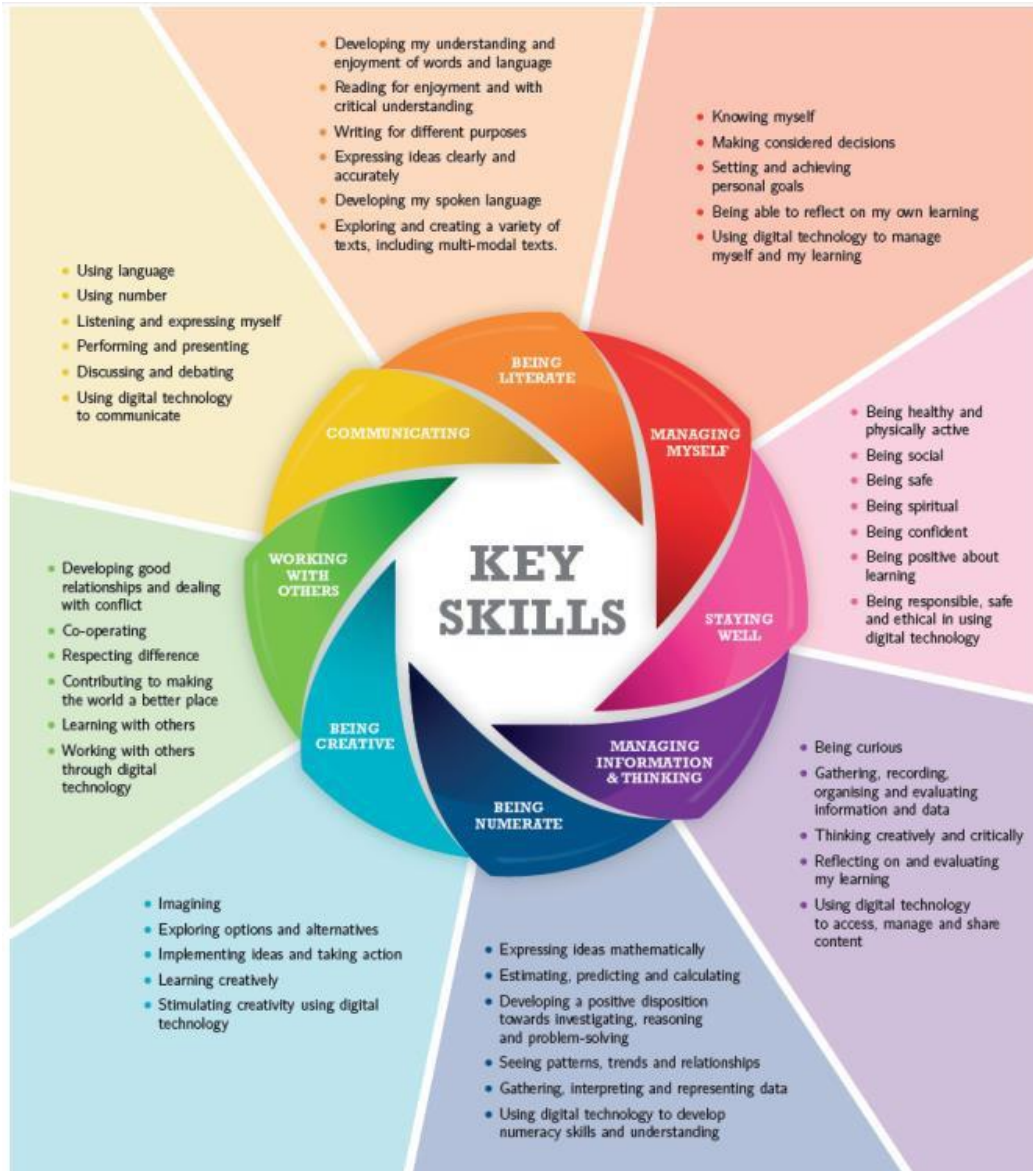 • Developing my understanding and
enjoyment of words and language
• Reading for enjoyment and with
critical understanding
• Writing for different purposes
• Expressing ideas clearly and
accurately
• Developing my spoken language
• Exploring and creating a variety of
texts, including multi-modal texts.
• Knowing myself
• Making considered decisions
• Setting and achieving
personal goals
• Being able to reflect on my own learning
• Using digital technology to manage
myself and my learning
• Using language
• Using number
• Listening and expressing myself
• Performing and presenting
• Discussing and debating
• Using digital technology
to communicate
BEING
LITERATE
COMMUNICATING
MANAGING
MYSELF
• Being healthy and
physically active
• Being social
• Being safe
• Being spiritual
• Being confident
• Being positive about
learning
• Being responsible, safe
and ethical in using
digital technology
WORKING
WITH
OTHERS
KEY
SKILLS
STAYING
WELL
• Developing good
relationships and dealing
with conflict
• Co-operating
• Respecting difference
• Contributing to making
the world a better place
• Learning with others
• Working with others
through digital
technology
BEING
CREATIVE
MANAGING
INFORMATION
& THINKING
BEING
NUMERATE
• Being curious
• Gathering, recording,
organising and evaluating
information and data
• Thinking creatively and critically
• Reflecting on and evaluating
my learning
• Using digital technology
to access, manage and share
content
• Imagining
• Exploring options and alternatives
• Implementing ideas and taking action
• Learning creatively
• Stimulating creativity using digital
technology
• Expressing ideas mathematically
• Estimating, predicting and calculating
• Developing a positive disposition
towards investigating, reasoning
and problem-solving
• Seeing patterns, trends and relationships
• Gathering, interpreting and representing data
• Using digital technology to develop
numeracy skills and understanding